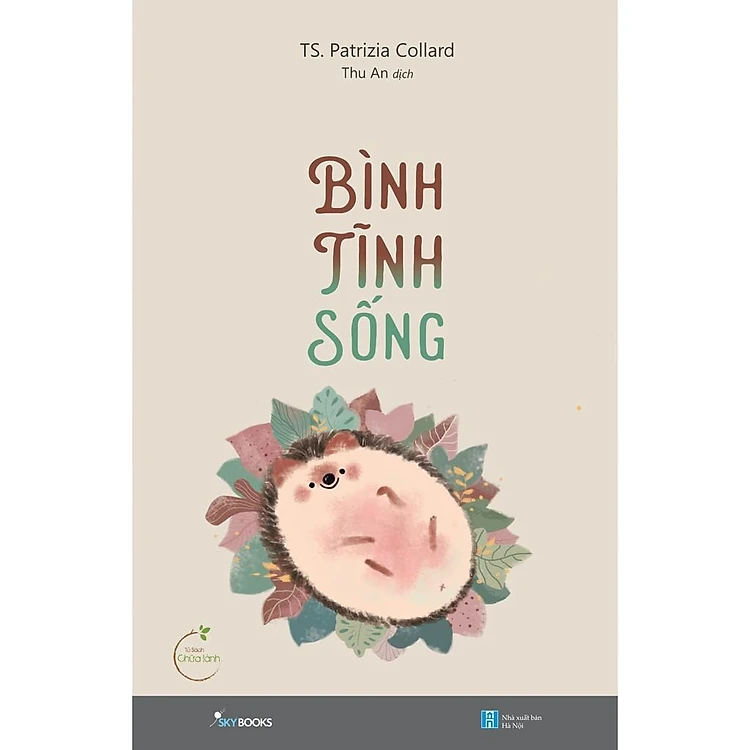 TS. Patrizia Collard
Thu An dịch
BÌNH
TĨNH
SỐNG
Tủ Sách
Chữa lành
SKYBOOKS
Nhà xuất bản
Hà Nội